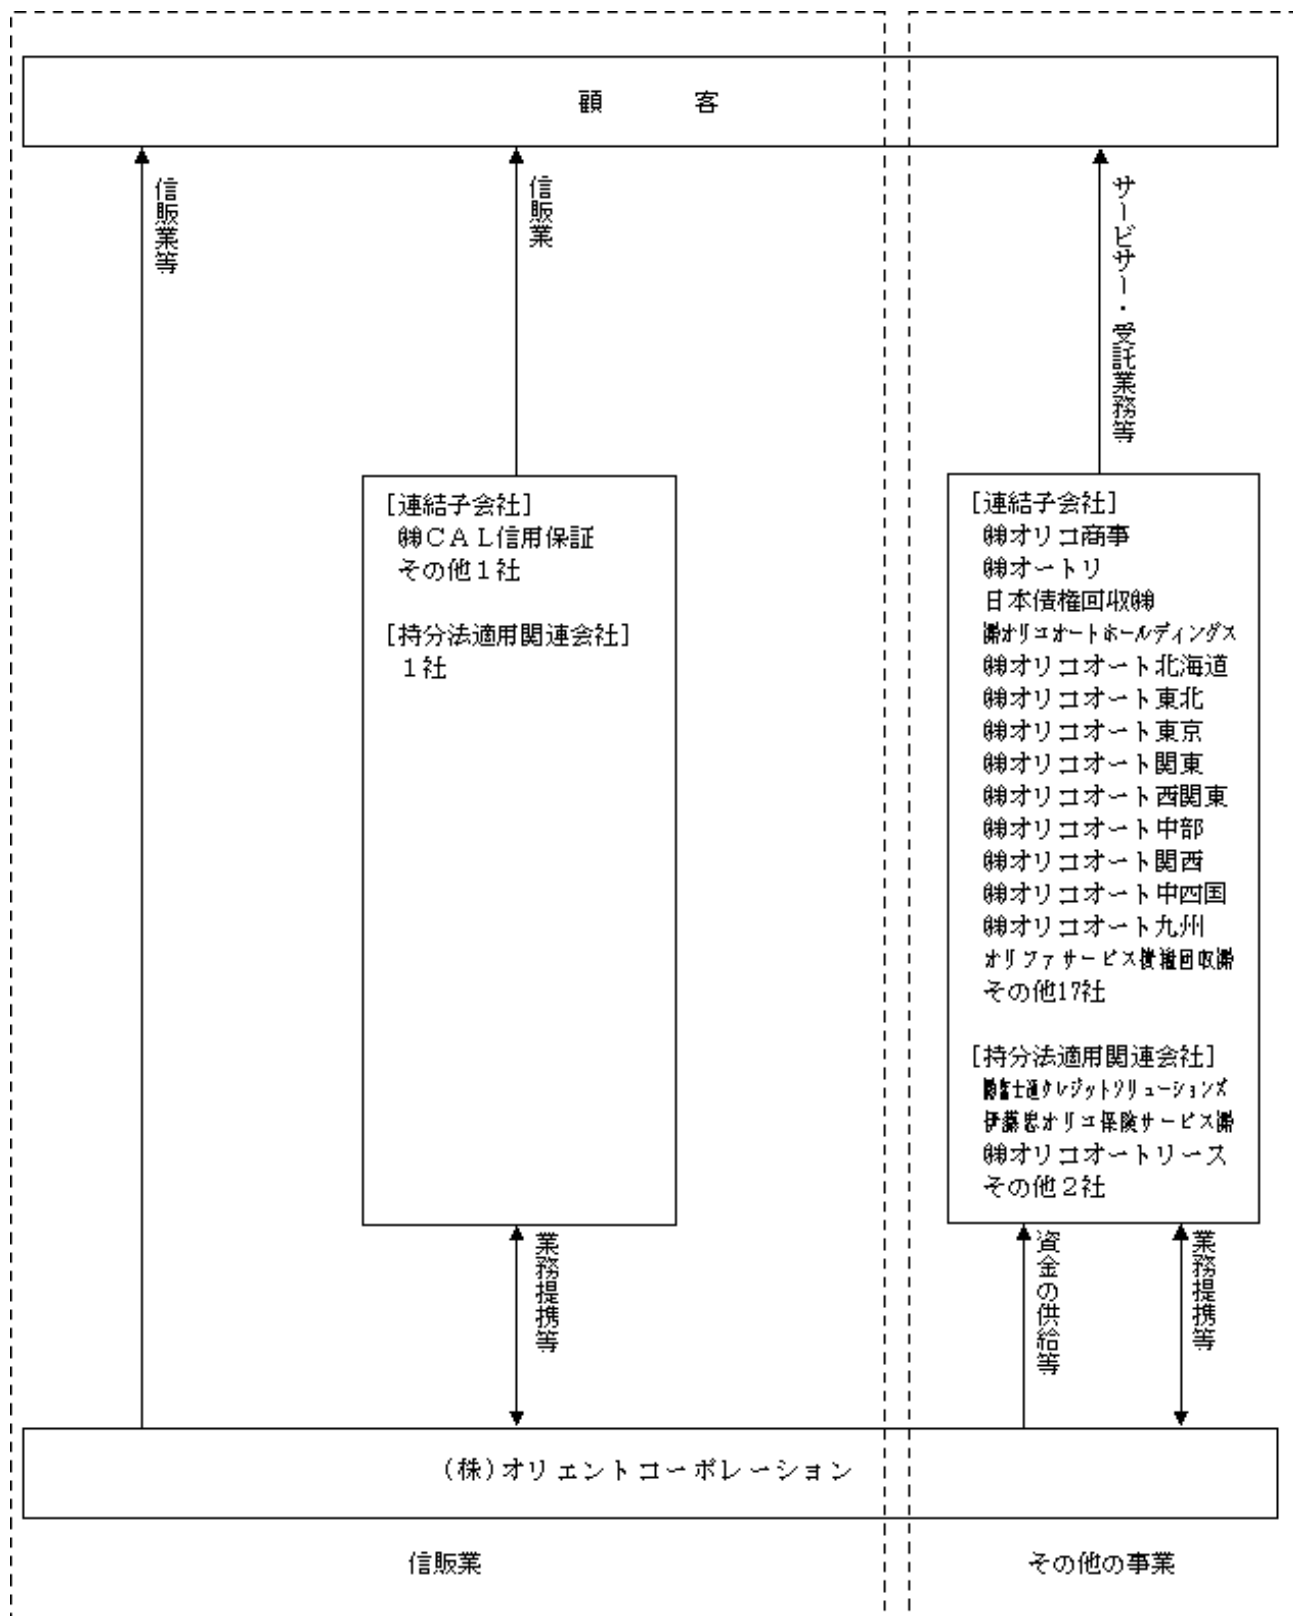 顧　　　客
信販業等
信販業
サービサー・受託業務等
[連結子会社]
㈱CAL信用保証
その他1社
[持分法適用関連会社]
1社
[連結子会社]
㈱オリコ商事
㈱オートリ
日本債権回収㈱
㈱オリコオートホールディングス
㈱オリコオート北海道
㈱オリコオート東北
㈱オリコオート東京
㈱オリコオート関東
㈱オリコオート西関東
㈱オリコオート中部
㈱オリコオート関西
㈱オリコオート中四国
㈱オリコオート九州
オリファサービス債権回収㈱
その他17社
[持分法適用関連会社]
㈱富士通クレジットソリューションズ
伊藤忠オリコ保険サービス㈱
㈱オリコオートリース
その他2社
業務提携等
資金の供給等
業務提携等
(株)オリエントコーポレーション
信販業
その他の事業